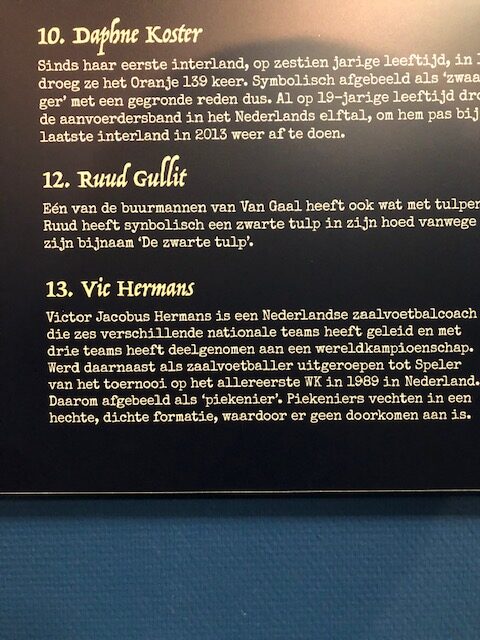 10. Daphne Koster
Sinds haar eerste interland, op zestien jarige leeftijd, in
droeg ze het Oranje 139 keer. Symbolisch afgebeeld als ‘zwaa
ger’ met een gegronde reden dus. Al op 19-jarige leeftijd dro
de aanvoerdersband in het Nederlands elftal, om hem pas bij
laatste interland in 2013 weer af te doen.
12. Ruud Gullit
Eén van de buurmannen van Van Gaal heeft ook wat met tulpen
Ruud heeft symbolisch een zwarte tulp in zijn hoed vanwege
zijn bijnaam ‘De zwarte tulp’.
13. Vic Hermans
Victor Jacobus Hermans is een Nederlandse zaalvoetbalcoach
die zes verschillende nationale teams heeft geleid en met
drie teams heeft deelgenomen aan een wereldkampioenschap.
Werd daarnaast als zaalvoetballer uitgeroepen tot Speler
van het toernooi op het allereerste WK in 1989 in Nederland.
Daarom afgebeeld als ‘piekenier’. Piekeniers vechten in een
hechte, dichte formatie, waardoor er geen doorkomen aan is.